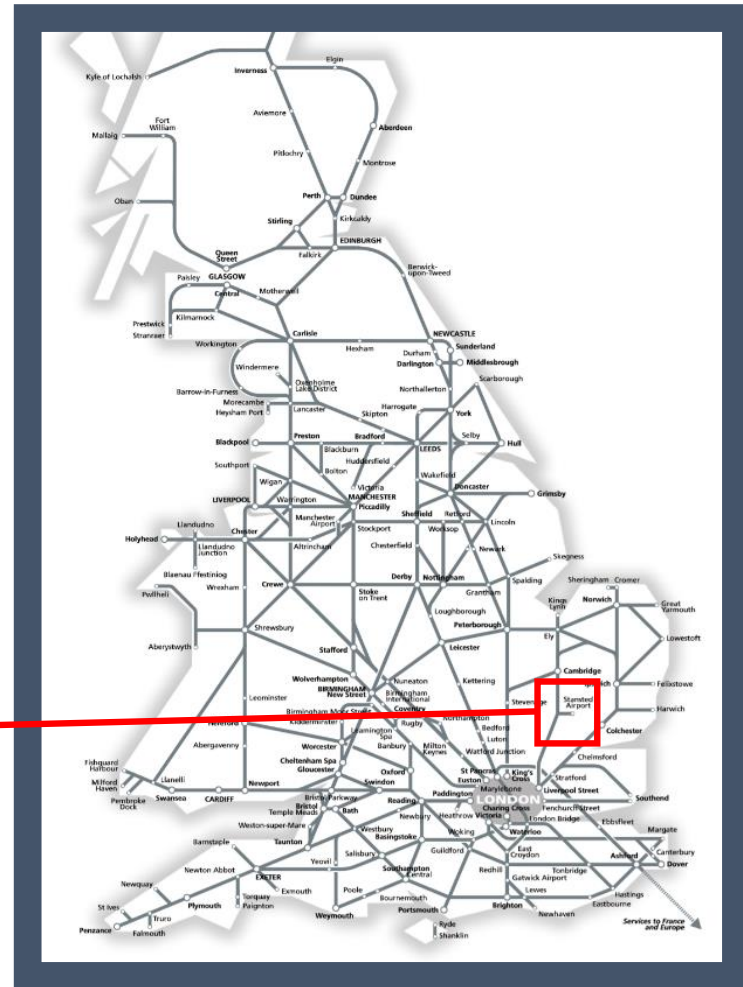 Elgin
Inverness
Kyle of Lochalsh
Aviemore
Fort
William
Mallaig
Aberdeen
Pitlochry
Montrose
Perth
Dundee
Oban
Stirling
Kirkcaldy
EDINBURGH
Queen
Street
Falkirk
Berwick-
upon-Tweed
Paisley
GLASGOW
Central
Motherwell
Prestwick
Kilmarnock
Stranraer
Carlisle
NEWCASTLE
Workington
Hexham
Sunderland
Durham
Darlington
Middlesbrough
Windermere
Scarborough
Oxenholme
Lake District
Northallerton
Barrow-in-Furness
Morecambe
Lancaster
Harrogate
York
Heysham Port
Skipton
Blackpool
Preston
Bradford
Selby
Hull
Blackburn
LEEDS
Southport
Bolton
Huddersfield
Wakefield
Wigan
Victoria
Doncaster
LIVERPOOL
Warrington
MANCHESTER
Piccadilly
Grimsby
Manchester
Airport
Sheffield
Retford
Llandudno
Stockport
Worksop
Lincoln
Holyhead
Chester
Llandudno
Junction
Altrincham
Chesterfield
Newark
Skegness
Blaenau Ffestiniog
Wrexham
Crewe
Stoke
on Trent
Derby
Nottingham
Grantham
Spalding
Sheringham
Cromer
Pwllheli
Kings
Lynn
Norwich
Great
Yarmouth
Loughborough
Shrewsbury
Peterborough
Ely
Lowestoft
Aberystwyth
Stafford
Leicester
Wolverhampton
Nuneaton
Kettering
Cambridge
BIRMINGHAM
New Street
Birmingham
International
Ipswich
Felixstowe
Leominster
Stansted
Airport
Birmingham Moor Street
Coventry
Stevenage
Harwich
Hereford
Kidderminster
Leamington
Spa
Rugby
Northampton
Bedford
Colchester
Abergavenny
Worcester
Banbury
Milton
Keynes
Luton
Watford Junction
Chelmsford
Fishguard
Harbour
Cheltenham Spa
Gloucester
Oxford
St Pancras
King's
Cross
Stratford
Milford
Haven
Llanelli
Newport
Swindon
Euston
Marylebone
Liverpool Street
Pembroke
Dock
Swansea
CARDIFF
Bristol Parkway
Reading
Paddington
LONDON
Fenchurch Street
Southend
Bristol
Temple Meads
Bath
Newbury
Heathrow
Charing Cross
Victoria
London Bridge
Ebbsfleet
Weston-super-Mare
Westbury
Basingstoke
Woking
Waterloo
Margate
Barnstaple
Taunton
Salisbury
Guildford
East
Croydon
Canterbury
Newton Abbot
Yeovil
Southampton
Central
Redhill
Tonbridge
Ashford
Dover
Newquay
EXETER
Exmouth
Poole
Gatwick Airport
St Ives
Plymouth
Torquay
Paignton
Bournemouth
Lewes
Hastings
Truro
Weymouth
Portsmouth
Brighton
Newhaven
Eastbourne
Penzance
Falmouth
Ryde
Shanklin
Services to France
and Europe